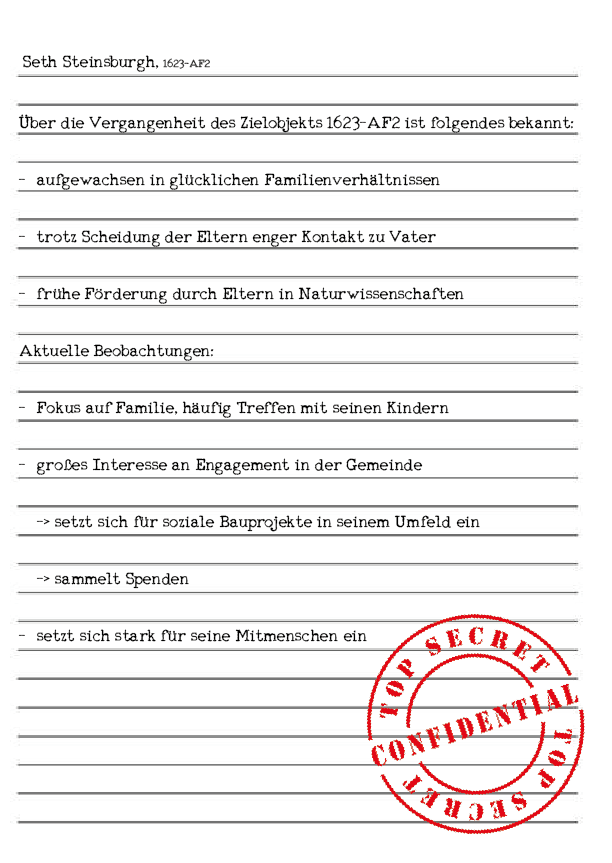 Seth Steinsburgh, 1623-AF2
Über die Vergangenheit des Zielobjekts 1623-AF2 ist folgendes bekannt:
- aufgewachsen in glücklichen Familienverhältnissen
- trotz Scheidung der Eltern enger Kontakt zu Vater
- frühe Förderung durch Eltern in Naturwissenschaften
Aktuelle Beobachtungen:
- Fokus auf Familie, häufig Treffen mit seinen Kindern
- großes Interesse an Engagement in der Gemeinde
-> setzt sich für soziale Bauprojekte in seinem Umfeld ein
-> sammelt Spenden
- setzt sich stark für seine Mitmenschen ein
TOP SECRET
CONFIDENTIAL
TOP SECRET